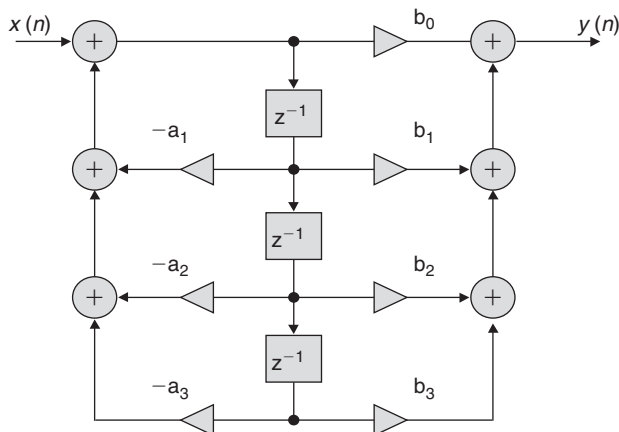 x (n) + b₀ + y (n)
z⁻¹
+ −a₁ b₁ +
z⁻¹
+ −a₂ b₂ +
z⁻¹
−a₃ b₃